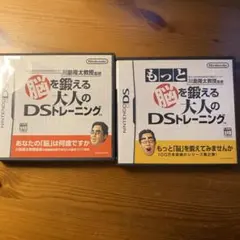 Nintendo
川島隆太教授監修
脳を鍛える
大人の
DSトレーニング
あなたの「脳」は何歳ですか
NINTENDO DS
Nintendo
川島隆太教授監修
もっと
脳を鍛える
大人の
DSトレーニング
もっと「脳」を鍛えてみませんか
NINTENDO DS